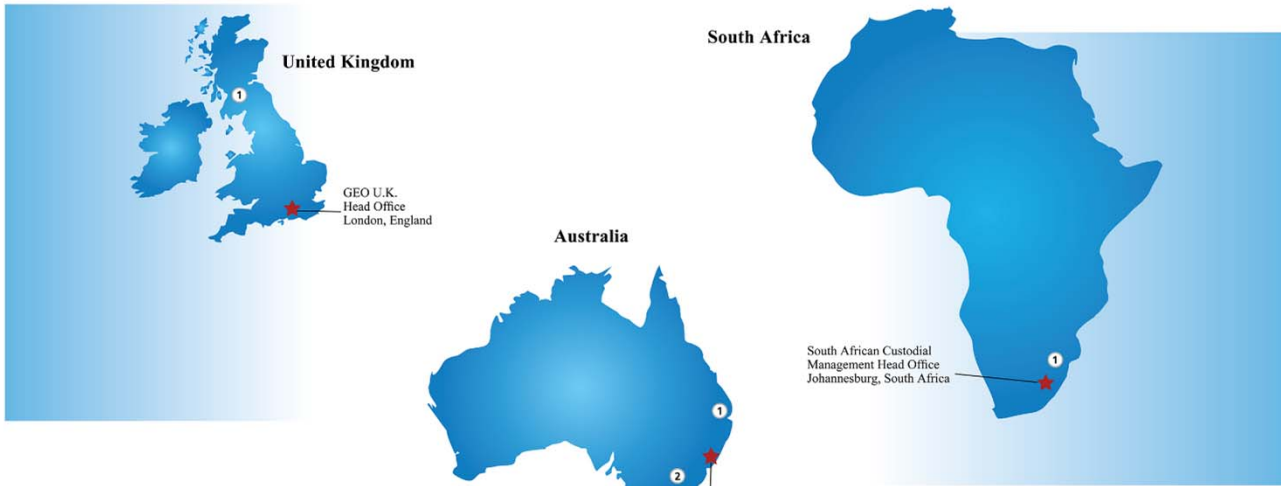 United Kingdom
1
GEO U.K.
Head Office
London, England
Australia
1
2
South Africa
1
South African Custodial
Management Head Office
Johannesburg, South Africa